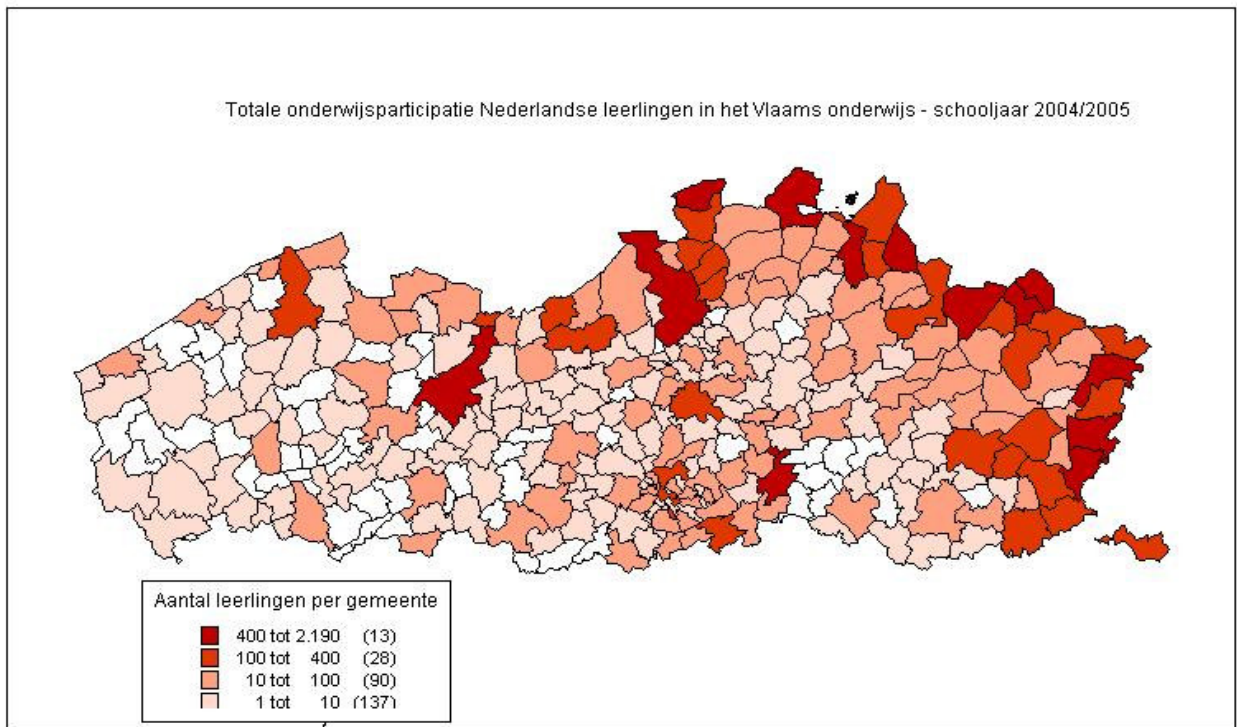 Totale onderwijsparticipatie Nederlandse leerlingen in het Vlaams onderwijs - schooljaar 2004/2005
Aantal leerlingen per gemeente
400 tot 2.190 (13)
100 tot 400 (28)
10 tot 100 (90)
1 tot 10 (137)